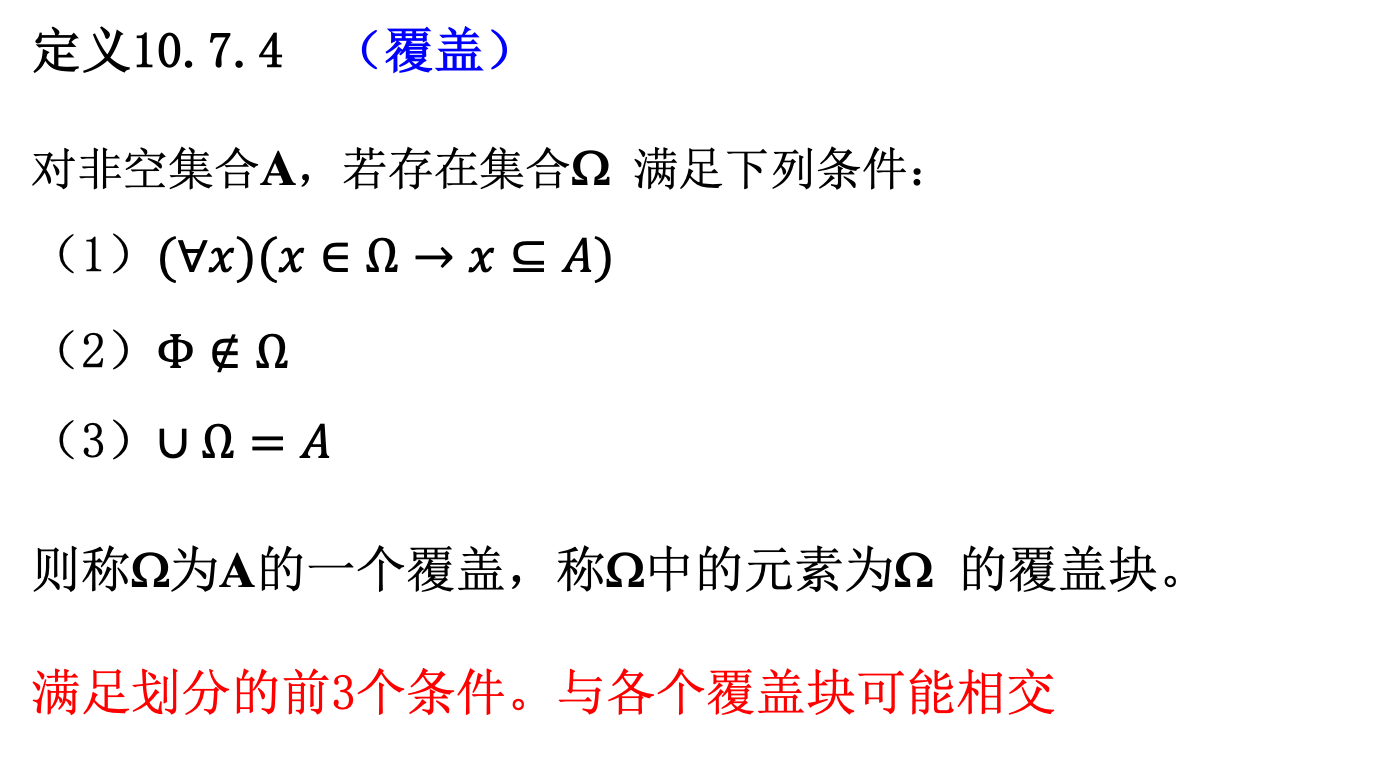 定义10.7.4 （覆盖）
对非空集合A，若存在集合Ω 满足下列条件：
（1）(∀x)(x ∈ Ω → x ⊆ A)
（2）Φ ∉ Ω
（3）∪ Ω = A
则称Ω为A的一个覆盖，称Ω中的元素为Ω 的覆盖块。
满足划分的前3个条件。与各个覆盖块可能相交